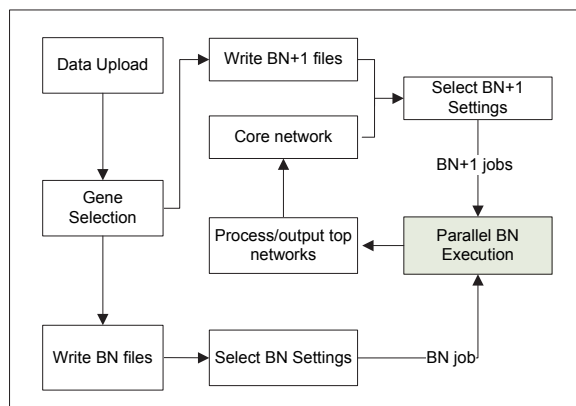 Data Upload
Write BN+1 files
Select BN+1
Settings
Core network
BN+1 jobs
Gene
Selection
Process/output top
networks
Parallel BN
Execution
Write BN files
Select BN Settings
BN job